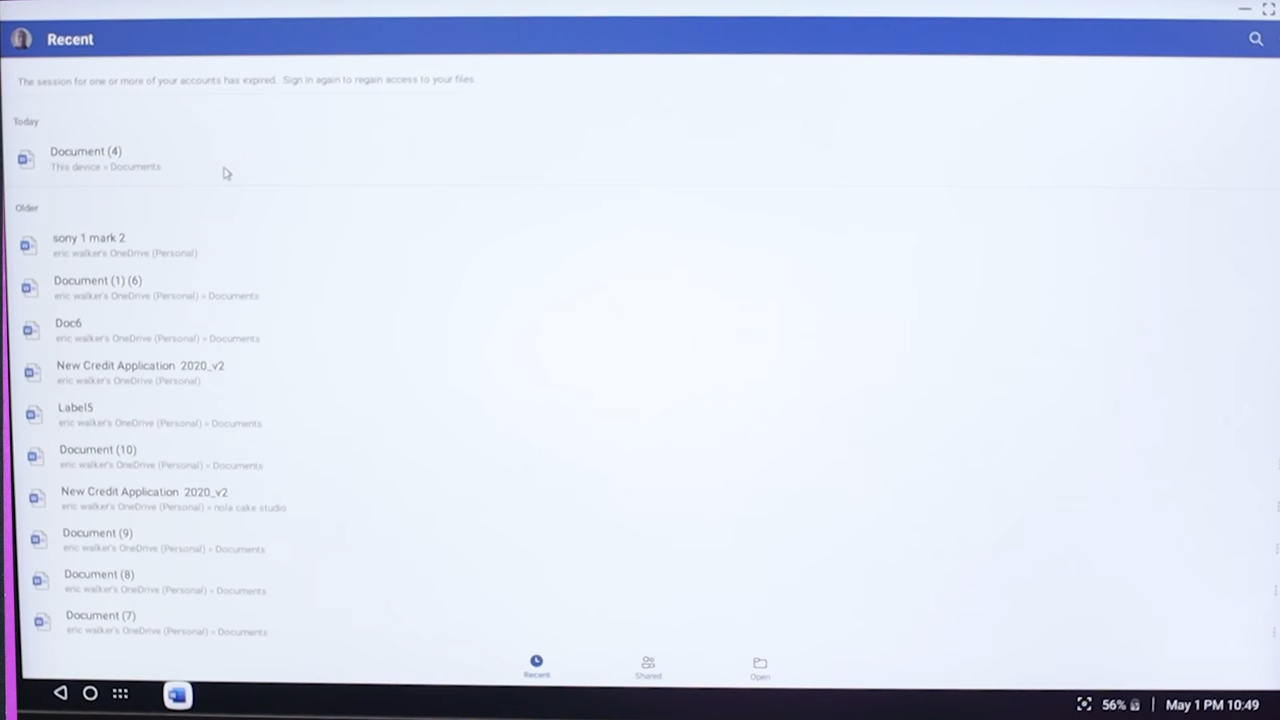 Recent
The session for one or more of your accounts has expired. Sign in again to regain access to your files.
Today
Document (4)
This device » Documents
Older
sony 1 mark 2
eric walker's OneDrive (Personal)
Document (1) (6)
eric walker's OneDrive (Personal) » Documents
Doc6
eric walker's OneDrive (Personal) » Documents
New Credit Application 2020_v2
eric walker's OneDrive (Personal)
Label5
eric walker's OneDrive (Personal) » Documents
Document (10)
eric walker's OneDrive (Personal) » Documents
New Credit Application 2020_v2
eric walker's OneDrive (Personal) » nola cake studio
Document (9)
eric walker's OneDrive (Personal) » Documents
Document (8)
eric walker's OneDrive (Personal) » Documents
Document (7)
eric walker's OneDrive (Personal) » Documents
Recent
Shared
Open
56%
May 1 PM 10:49